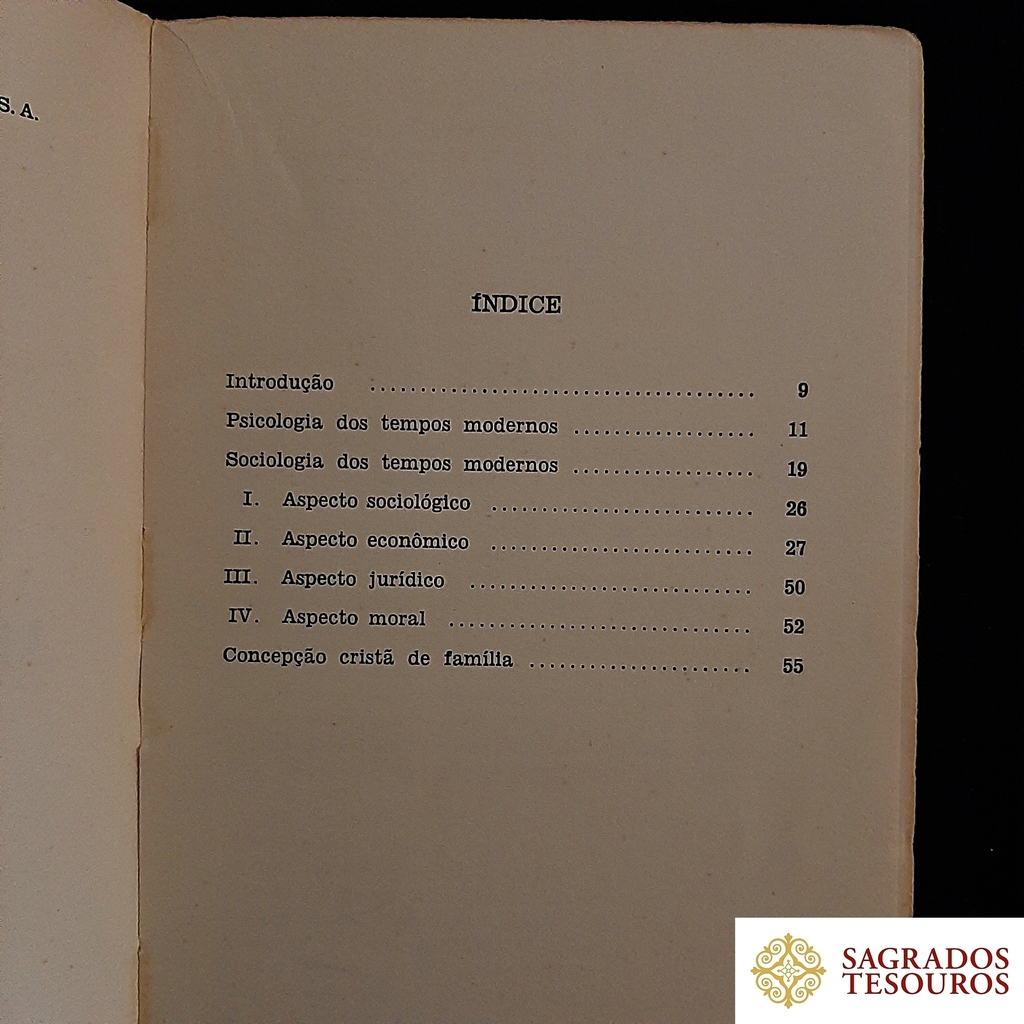 S. A.
ÍNDICE
Introdução ...................................... 9
Psicologia dos tempos modernos .................. 11
Sociologia dos tempos modernos .................. 19
I. Aspecto sociológico .......................... 26
II. Aspecto econômico .......................... 27
III. Aspecto jurídico ............................ 50
IV. Aspecto moral .............................. 52
Concepção cristã de família ...................... 55
SAGRADOS
TESOUROS